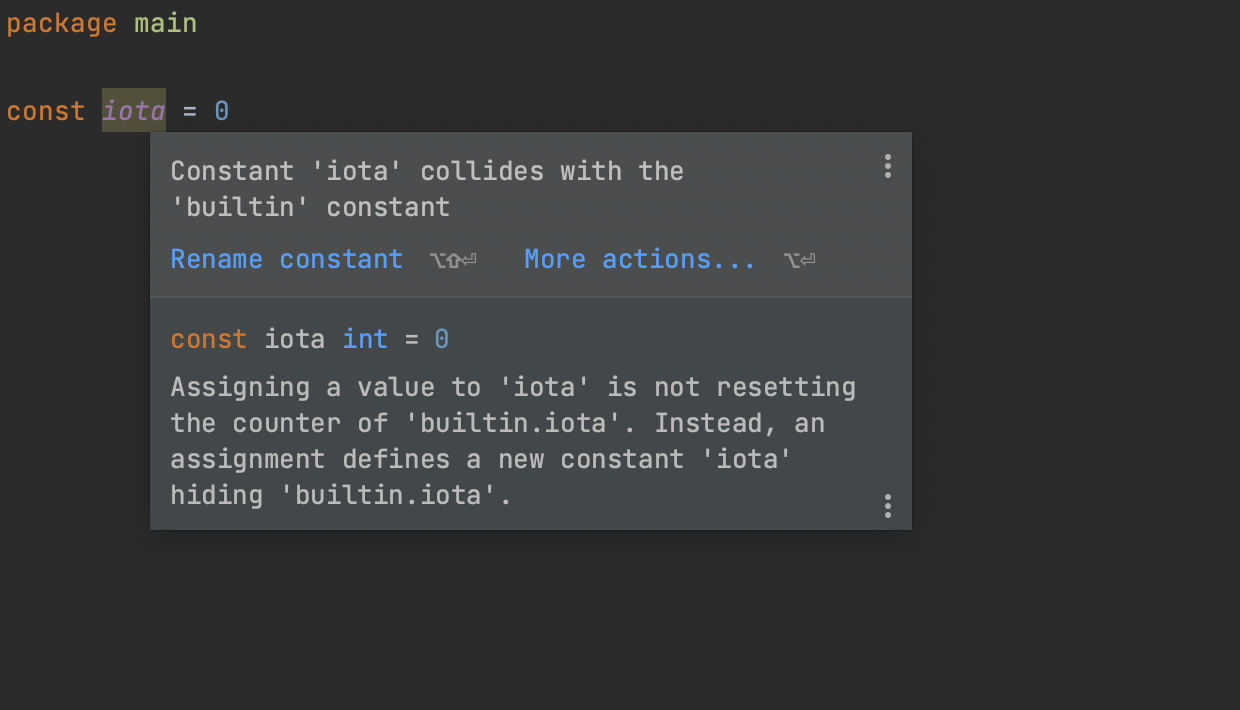 package main
const iota = 0
Constant 'iota' collides with the
'builtin' constant
Rename constant ⌥⇧⏎ More actions... ⌥⏎
const iota int = 0
Assigning a value to 'iota' is not resetting
the counter of 'builtin.iota'. Instead, an
assignment defines a new constant 'iota'
hiding 'builtin.iota'.